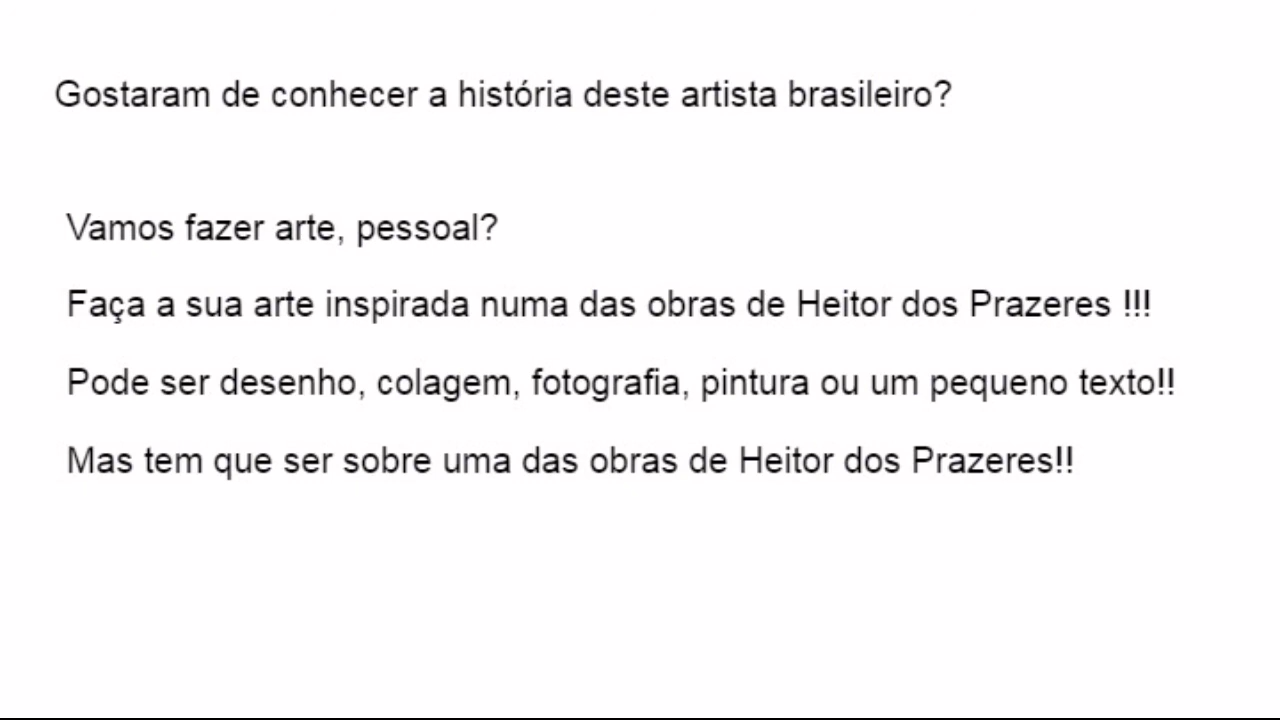 Gostaram de conhecer a história deste artista brasileiro?
Vamos fazer arte, pessoal?
Faça a sua arte inspirada numa das obras de Heitor dos Prazeres !!!
Pode ser desenho, colagem, fotografia, pintura ou um pequeno texto!!
Mas tem que ser sobre uma das obras de Heitor dos Prazeres!!